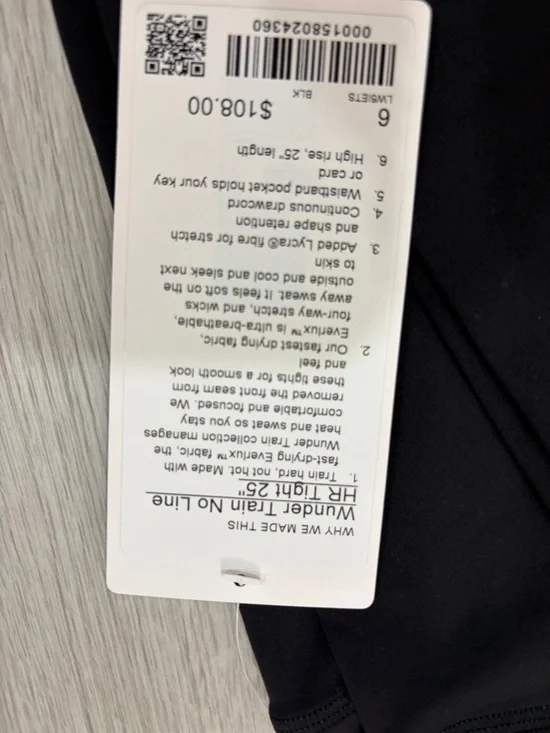 WHY WE MADE THIS
Wunder Train No Line
HR Tight 25"
1. Train hard, not hot. Made with
fast-drying Everlux™ fabric, the
Wunder Train collection manages
heat and sweat so you stay
comfortable and focused. We
removed the front seam from
these tights for a smooth look
and feel
2. Our fastest drying fabric,
Everlux™ is ultra-breathable,
four-way stretch, and wicks
away sweat. It feels soft on the
outside and cool and sleek next
to skin
3. Added Lycra® fibre for stretch
and shape retention
4. Continuous drawcord
5. Waistband pocket holds your key
or card
6. High rise, 25" length
6 $108.00
LW5IETS BLK
000158024360